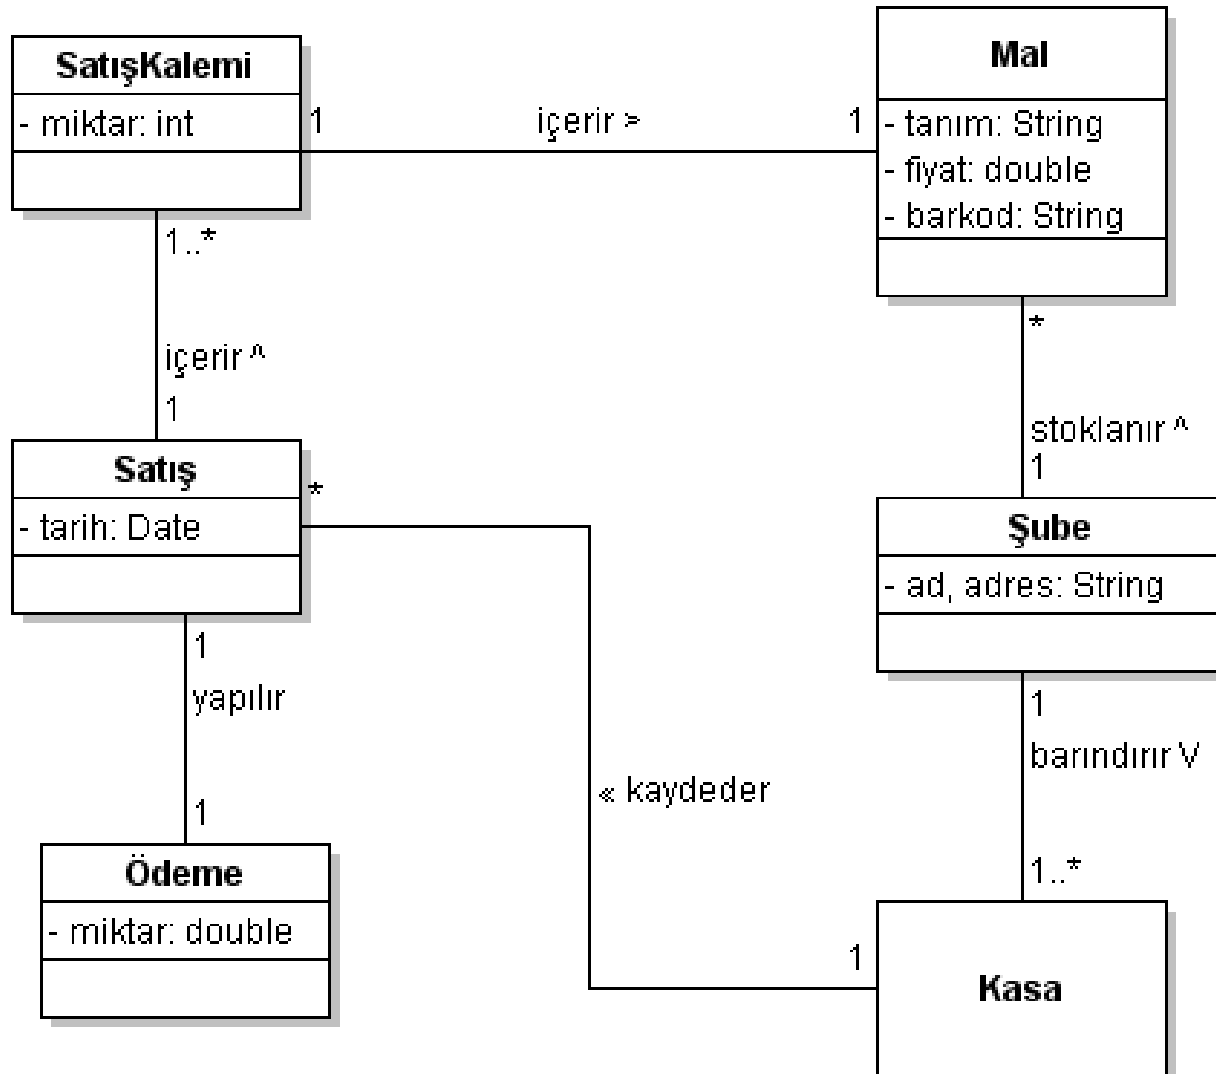 SatışKalemi
- miktar: int
1
içerir >
1
Mal
- tanım: String
- fiyat: double
- barkod: String
1..*
içerir ^
1
*
stoklanır ^
1
Satış
- tarih: Date
*
Şube
- ad, adres: String
1
yapılır
1
« kaydeder
1
barındırır V
1..*
Ödeme
- miktar: double
1
Kasa